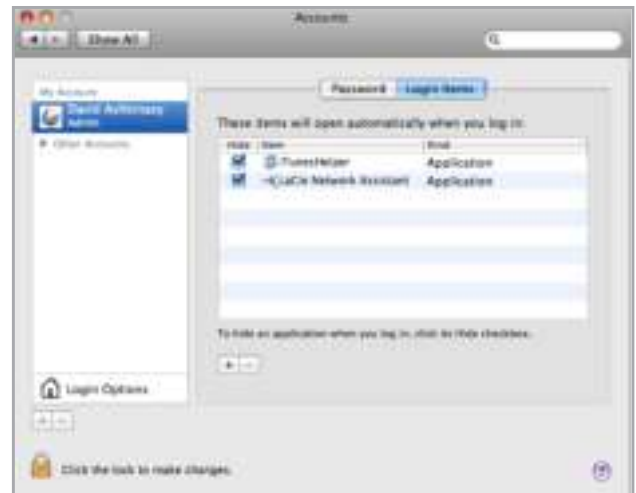 Accounts
Show All
My Account
David
Admin
Other Accounts
Password
Login Items
These items will open automatically when you log in:
Hide
Item
Kind
iTunesHelper
Application
LaCie Network Assistant
Application
To hide an application when you log in, click its Hide checkbox.
Login Options
Click the lock to make changes.